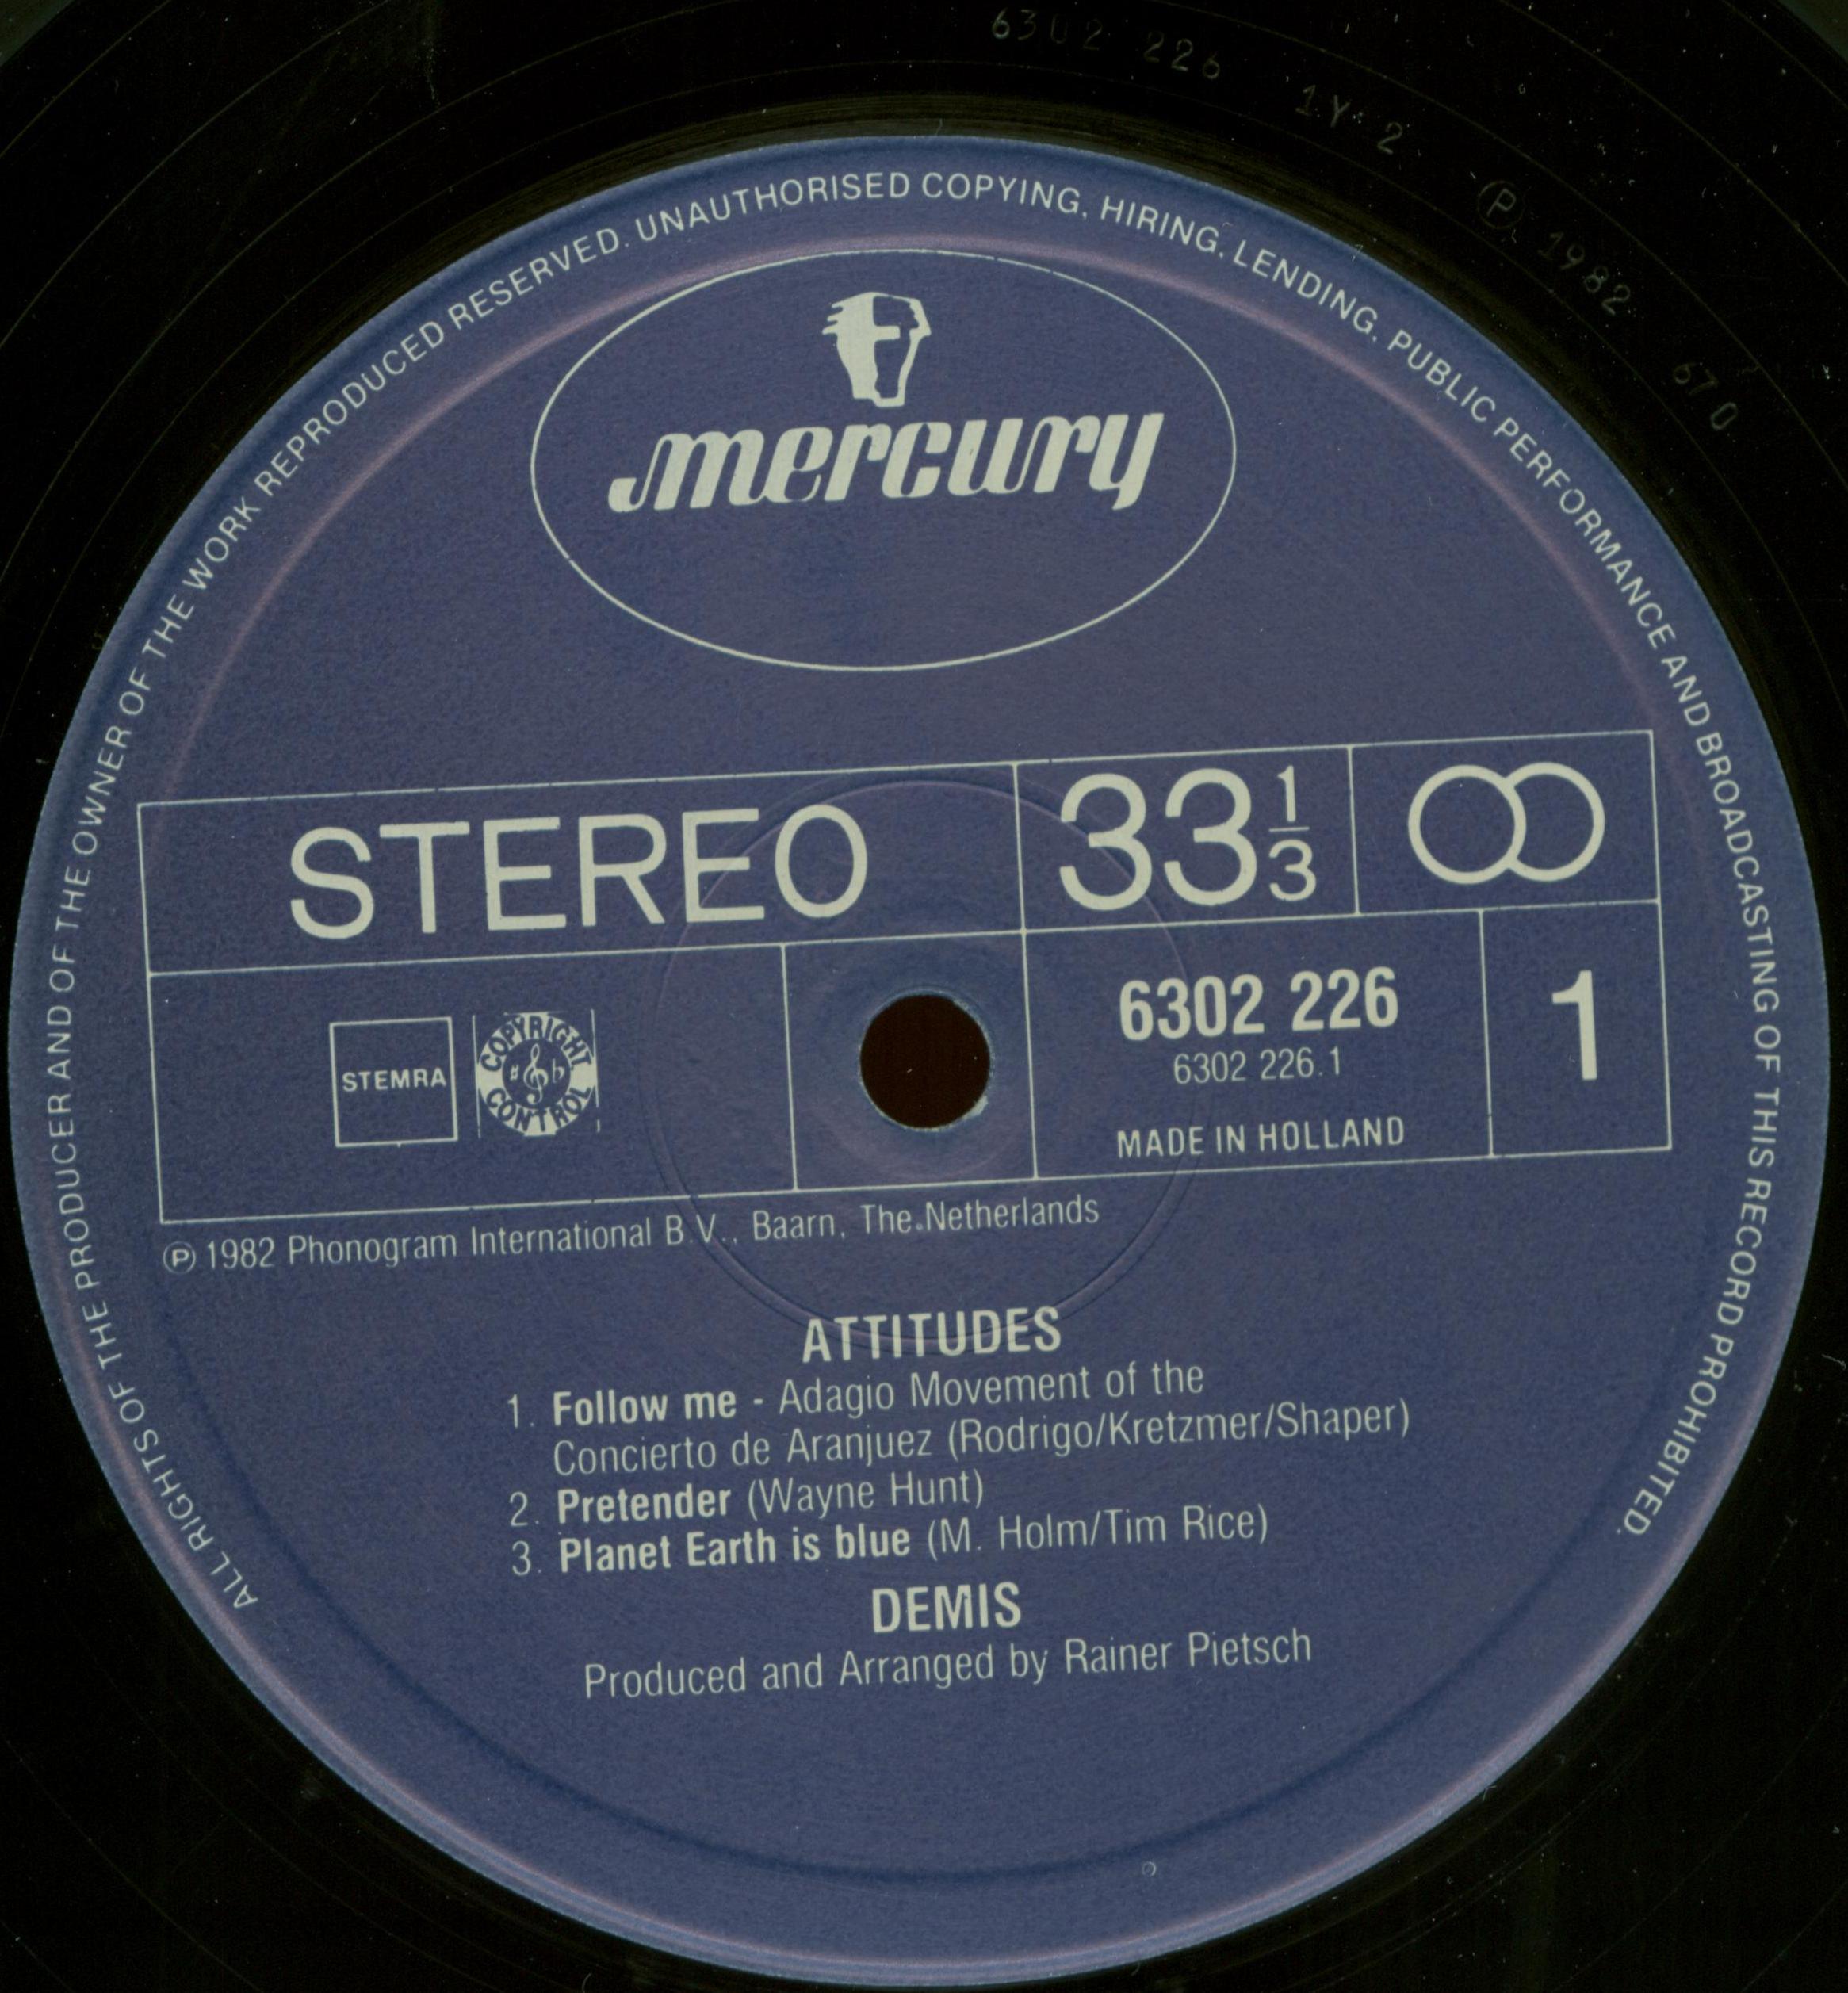 6302 226 1Y 2 Ⓟ 1982 670
ALL RIGHTS OF THE PRODUCER AND OF THE OWNER OF THE WORK REPRODUCED RESERVED. UNAUTHORISED COPYING, HIRING, LENDING, PUBLIC PERFORMANCE AND BROADCASTING OF THIS RECORD PROHIBITED.
mercury
STEREO 33 1/3
STEMRA
COPYRIGHT CONTROL
6302 226
6302 226.1
MADE IN HOLLAND
1
Ⓟ 1982 Phonogram International B.V., Baarn, The Netherlands
ATTITUDES
1. Follow me - Adagio Movement of the
Concierto de Aranjuez (Rodrigo/Kretzmer/Shaper)
2. Pretender (Wayne Hunt)
3. Planet Earth is blue (M. Holm/Tim Rice)
DEMIS
Produced and Arranged by Rainer Pietsch